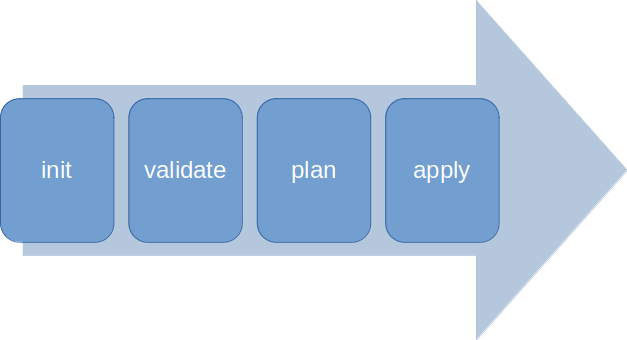 init
validate
plan
apply